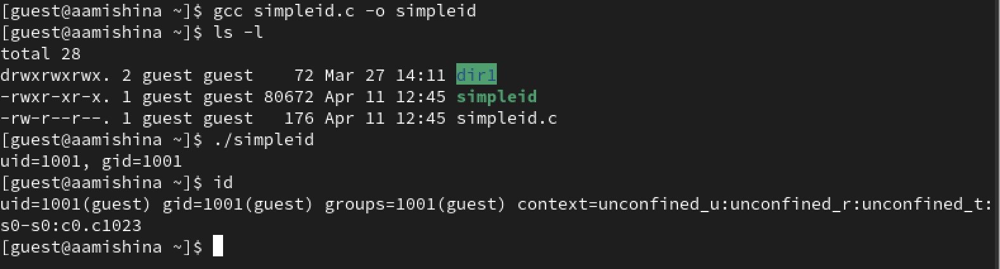 [guest@aamishina ~]$ gcc simpleid.c -o simpleid
[guest@aamishina ~]$ ls -l
total 28
drwxrwxrwx. 2 guest guest    72 Mar 27 14:11 dir1
-rwxr-xr-x. 1 guest guest 80672 Apr 11 12:45 simpleid
-rw-r--r--. 1 guest guest   176 Apr 11 12:45 simpleid.c
[guest@aamishina ~]$ ./simpleid
uid=1001, gid=1001
[guest@aamishina ~]$ id
uid=1001(guest) gid=1001(guest) groups=1001(guest) context=unconfined_u:unconfined_r:unconfined_t:
s0-s0:c0.c1023
[guest@aamishina ~]$